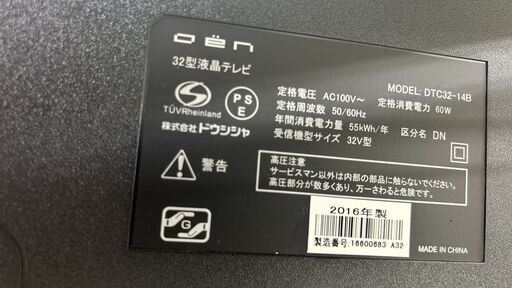 oën
32型液晶テレビ
MODEL: DTC32-14B
定格電圧 AC100V～ 定格消費電力 60W
定格周波数 50/60Hz
年間消費電力量 55kWh/年 区分名 DN
受信機型サイズ 32V型
S
TÜVRheinland
PS
E
株式会社ドウシシャ
警告
高圧注意
サービスマン以外は内部の部品に触らないでください。
高圧部分が数多くあり、万一さわると危険です。
G
2016年製
製造番号:16600683 A32
MADE IN CHINA